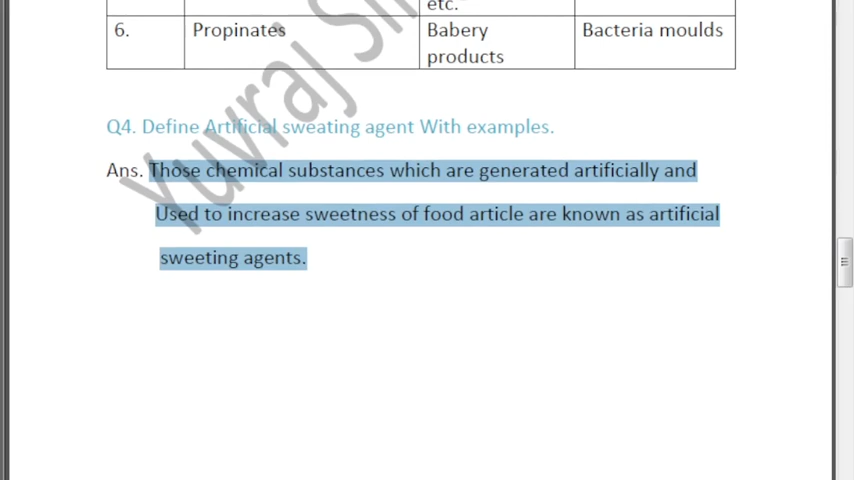 etc.
6. Propinates Babery Bacteria moulds
products
Q4. Define Artificial sweating agent With examples.
Ans. Those chemical substances which are generated artificially and
Used to increase sweetness of food article are known as artificial
sweeting agents.
Yuvraj